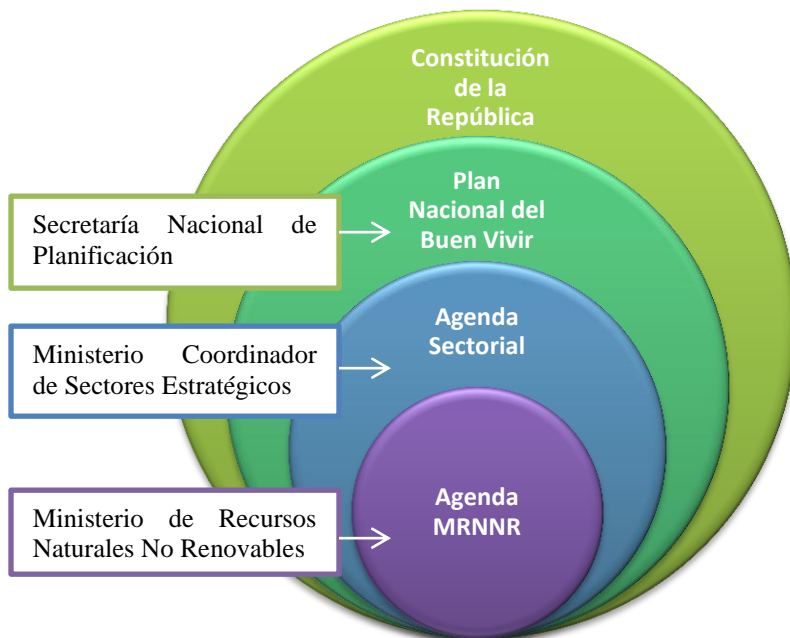 Constitución
de la
República
Plan
Nacional del
Buen Vivir
Secretaría Nacional de
Planificación
Agenda
Sectorial
Ministerio Coordinador
de Sectores Estratégicos
Agenda
MRNNR
Ministerio de Recursos
Naturales No Renovables